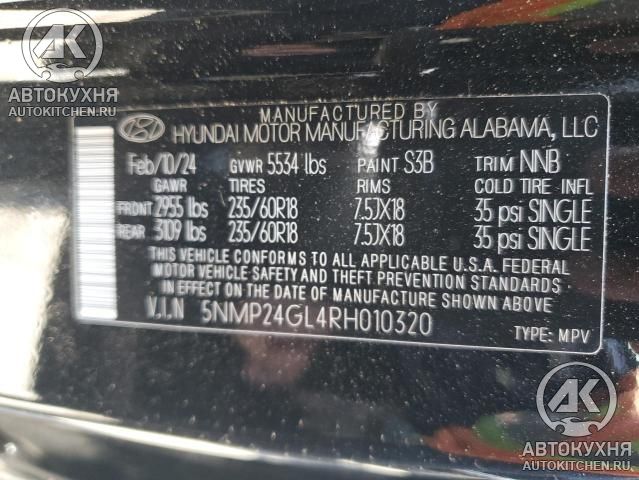 AK
АВТОКУХНЯ
AUTOKITCHEN.RU
MANUFACTURED BY
HYUNDAI MOTOR MANUFACTURING ALABAMA, LLC
Feb/10/24 GVWR 5534 lbs PAINT S3B TRIM NNB
GAWR TIRES RIMS COLD TIRE INFL
FRONT 2955 lbs 235/60R18 7.5JX18 35 psi SINGLE
REAR 3109 lbs 235/60R18 7.5JX18 35 psi SINGLE
THIS VEHICLE CONFORMS TO ALL APPLICABLE U.S.A. FEDERAL
MOTOR VEHICLE SAFETY AND THEFT PREVENTION STANDARDS
IN EFFECT ON THE DATE OF MANUFACTURE SHOWN ABOVE.
V.I.N 5NMP24GL4RH010320
TYPE: MPV
AK
АВТОКУХНЯ
AUTOKITCHEN.RU